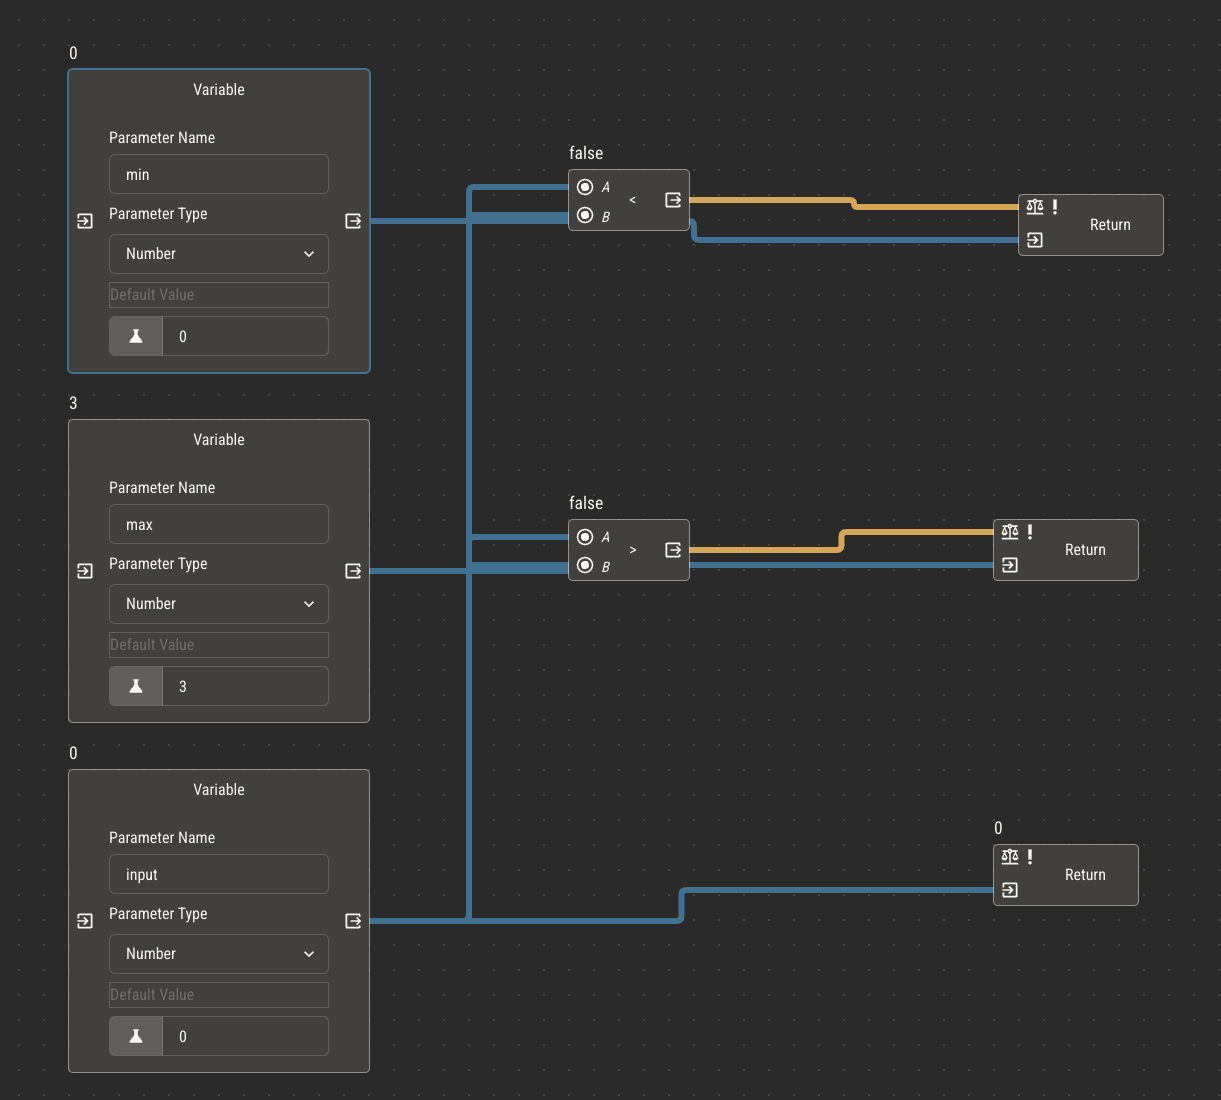 0
Variable
Parameter Name
min
Parameter Type
Number
Default Value
0
false
A
<
B
Return
3
Variable
Parameter Name
max
Parameter Type
Number
Default Value
3
false
A
>
B
Return
0
Variable
Parameter Name
input
Parameter Type
Number
Default Value
0
0
Return